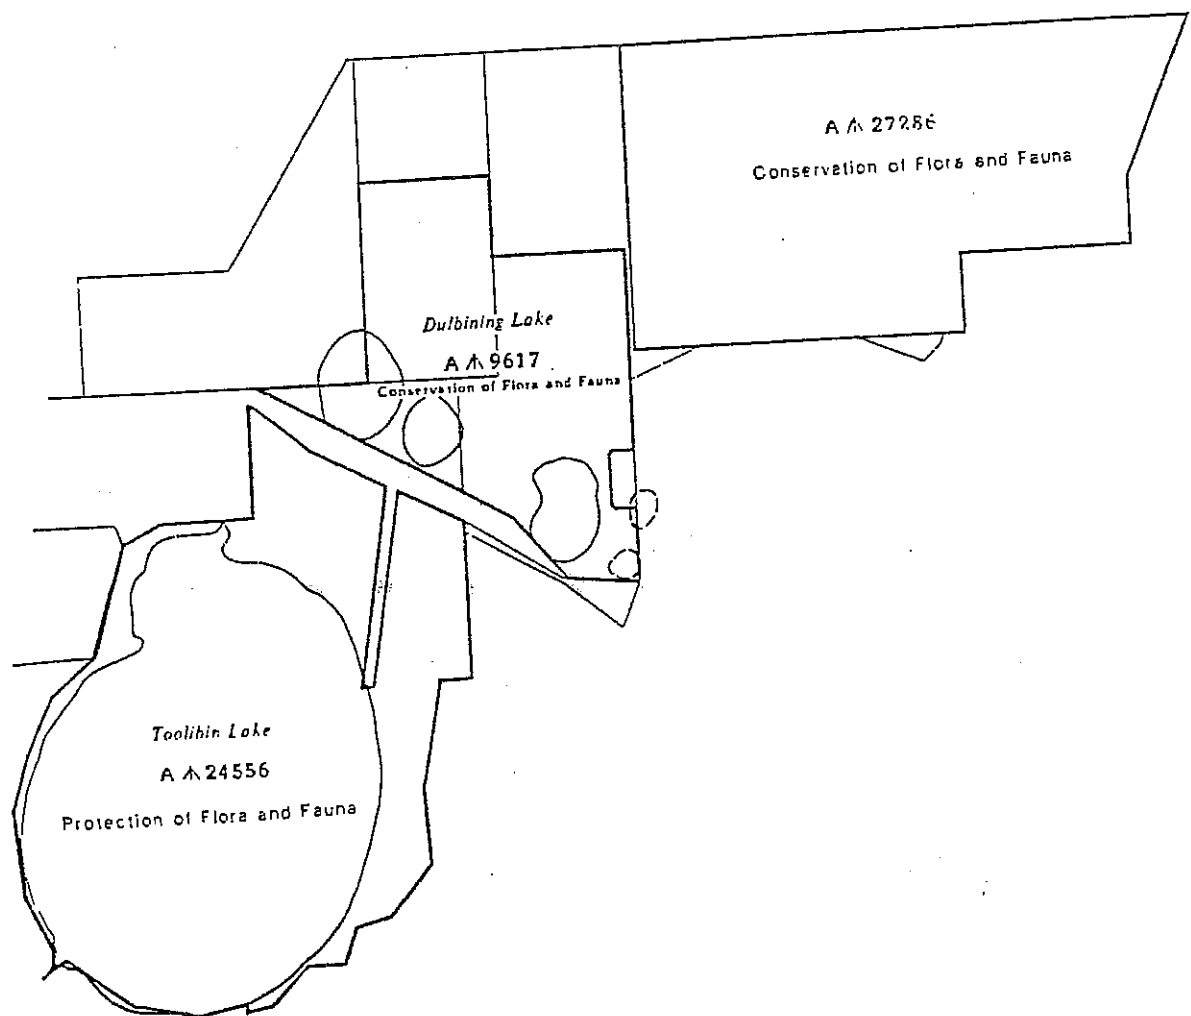 A ⚠ 27286
Conservation of Flora and Fauna
Dulbining Lake
A ⚠ 9617
Conservation of Flora and Fauna
Toolibin Lake
A ⚠ 24556
Protection of Flora and Fauna